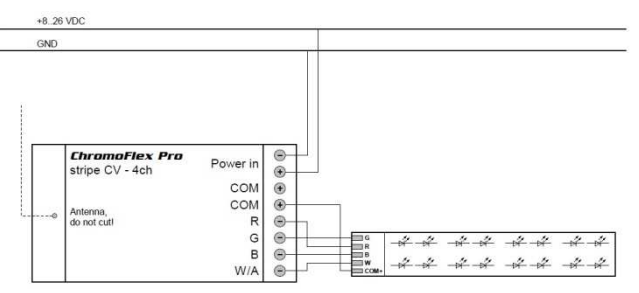 +8..26 VDC
GND
ChromoFlex Pro
stripe CV - 4ch
Power in
COM
COM
R
G
B
W/A
Antenna,
do not cut!
G
R
B
W
COM+